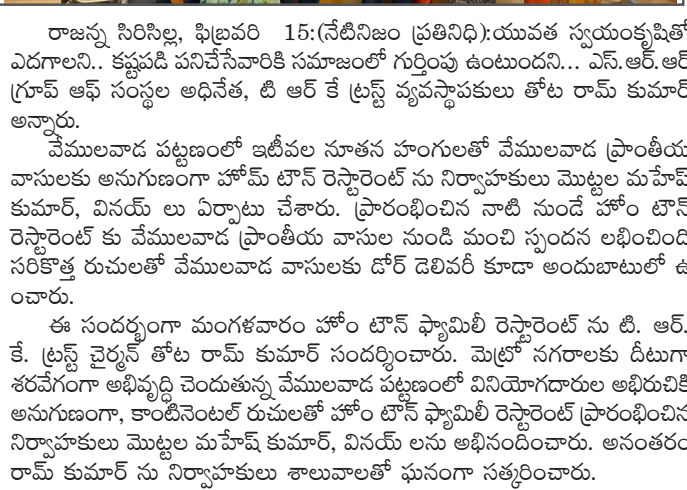 రాజన్న సిరిసిల్ల, ఫిబ్రవరి 15:(నేటినిజం ప్రతినిధి):యువత స్వయంకృషితో
ఎదగాలని.. కష్టపడి పనిచేసేవారికి సమాజంలో గుర్తింపు ఉంటుందని... ఎస్.ఆర్.ఆర్
గ్రూప్ ఆఫ్ సంస్థల అధినేత, టి ఆర్ కే ట్రస్ట్ వ్యవస్థాపకులు తోట రామ్ కుమార్
అన్నారు.
వేములవాడ పట్టణంలో ఇటీవల నూతన హంగులతో వేములవాడ ప్రాంతీయ
వాసులకు అనుగుణంగా హోమ్ టౌన్ రెస్టారెంట్ ను నిర్వాహకులు మొట్టల మహేష్
కుమార్, వినయ్ లు ఏర్పాటు చేశారు. ప్రారంభించిన నాటి నుండే హోం టౌన్
రెస్టారెంట్ కు వేములవాడ ప్రాంతీయ వాసుల నుండి మంచి స్పందన లభించింది
సరికొత్త రుచులతో వేములవాడ వాసులకు డోర్ డెలివరీ కూడా అందుబాటులో ఉ
ంచారు.
ఈ సందర్భంగా మంగళవారం హోం టౌన్ ఫ్యామిలీ రెస్టారెంట్ ను టి. ఆర్.
కే. ట్రస్ట్ చైర్మన్ తోట రామ్ కుమార్ సందర్శించారు. మెట్రో నగరాలకు దీటుగా
శరవేగంగా అభివృద్ధి చెందుతున్న వేములవాడ పట్టణంలో వినియోగదారుల అభిరుచికి
అనుగుణంగా, కాంటినెంటల్ రుచులతో హోం టౌన్ ఫ్యామిలీ రెస్టారెంట్ ప్రారంభించిన
నిర్వాహకులు మొట్టల మహేష్ కుమార్, వినయ్ లను అభినందించారు. అనంతరం
రామ్ కుమార్ ను నిర్వాహకులు శాలువాలతో ఘనంగా సత్కరించారు.